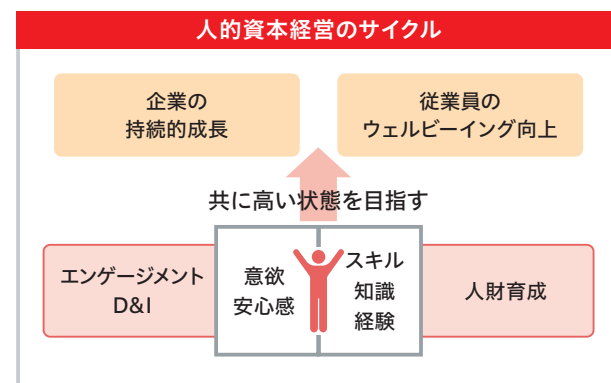 人的資本経営のサイクル
企業の
持続的成長
従業員の
ウェルビーイング向上
共に高い状態を目指す
エンゲージメント
D&I
意欲
安心感
スキル
知識
経験
人財育成